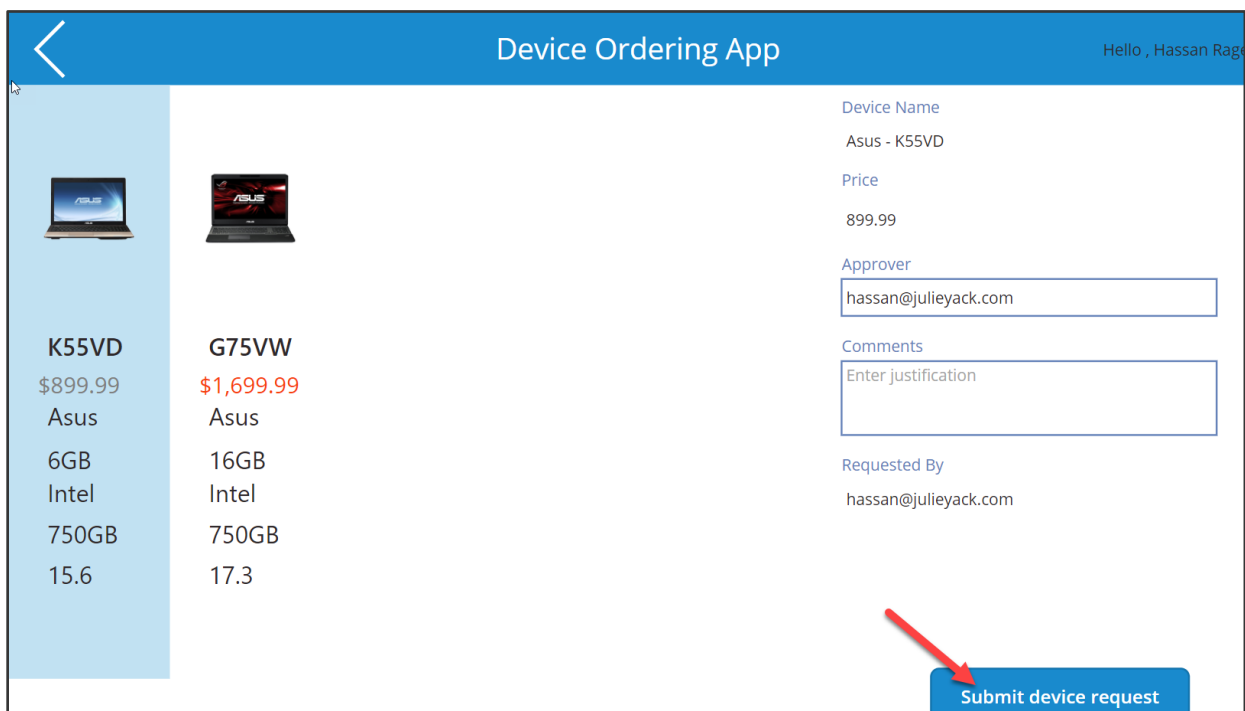 Device Ordering App
Hello , Hassan Rage
ASUS
K55VD
$899.99
Asus
6GB
Intel
750GB
15.6
ASUS
G75VW
$1,699.99
Asus
16GB
Intel
750GB
17.3
Device Name
Asus - K55VD
Price
899.99
Approver
hassan@julieyack.com
Comments
Enter justification
Requested By
hassan@julieyack.com
Submit device request